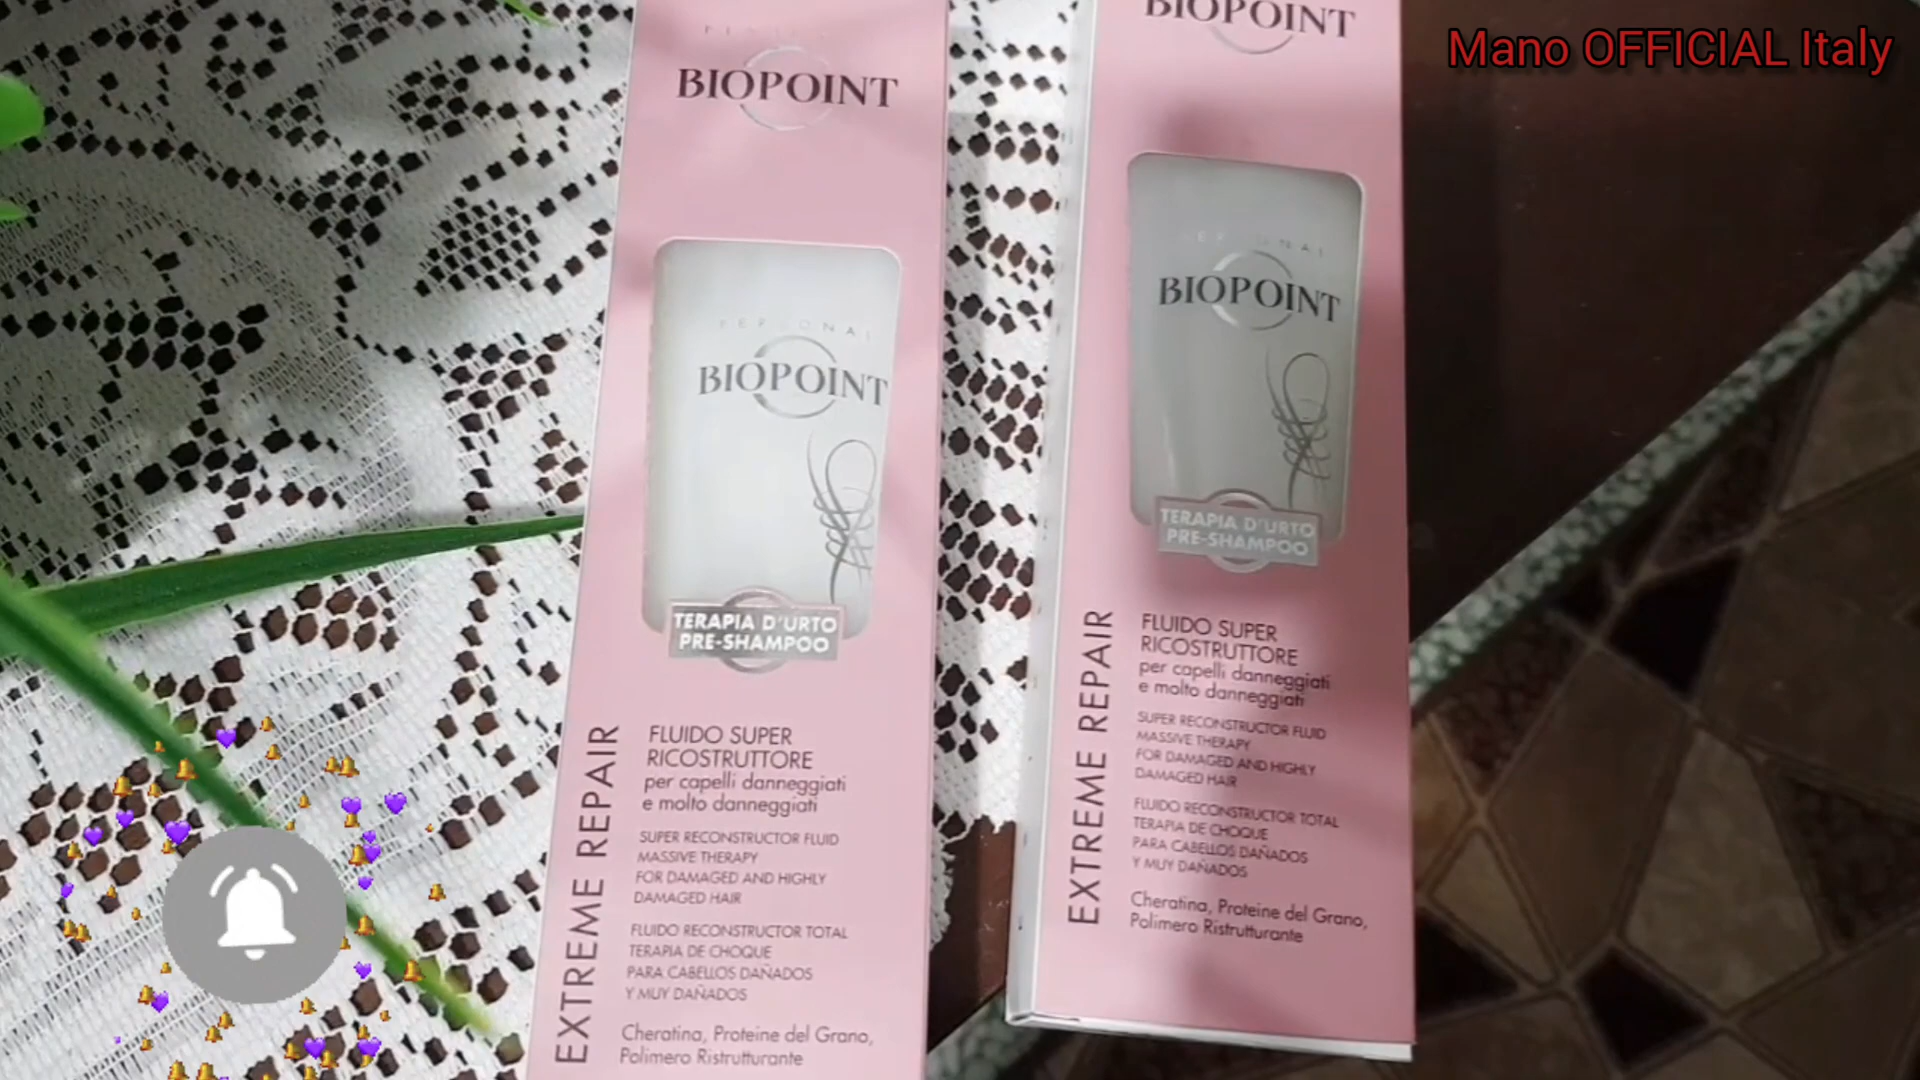 Mano OFFICIAL Italy
BIOPOINT
PERSONAL
BIOPOINT
TERAPIA D'URTO
PRE-SHAMPOO
EXTREME REPAIR
FLUIDO SUPER
RICOSTRUTTORE
per capelli danneggiati
e molto danneggiati
SUPER RECONSTRUCTOR FLUID
MASSIVE THERAPY
FOR DAMAGED AND HIGHLY
DAMAGED HAIR
FLUIDO RECONSTRUCTOR TOTAL
TERAPIA DE CHOQUE
PARA CABELLOS DAÑADOS
Y MUY DAÑADOS
Cheratina, Proteine del Grano,
Polimero Ristrutturante
BIOPOINT
PERSONAL
BIOPOINT
TERAPIA D'URTO
PRE-SHAMPOO
EXTREME REPAIR
FLUIDO SUPER
RICOSTRUTTORE
per capelli danneggiati
e molto danneggiati
SUPER RECONSTRUCTOR FLUID
MASSIVE THERAPY
FOR DAMAGED AND HIGHLY
DAMAGED HAIR
FLUIDO RECONSTRUCTOR TOTAL
TERAPIA DE CHOQUE
PARA CABELLOS DAÑADOS
Y MUY DAÑADOS
Cheratina, Proteine del Grano,
Polimero Ristrutturante